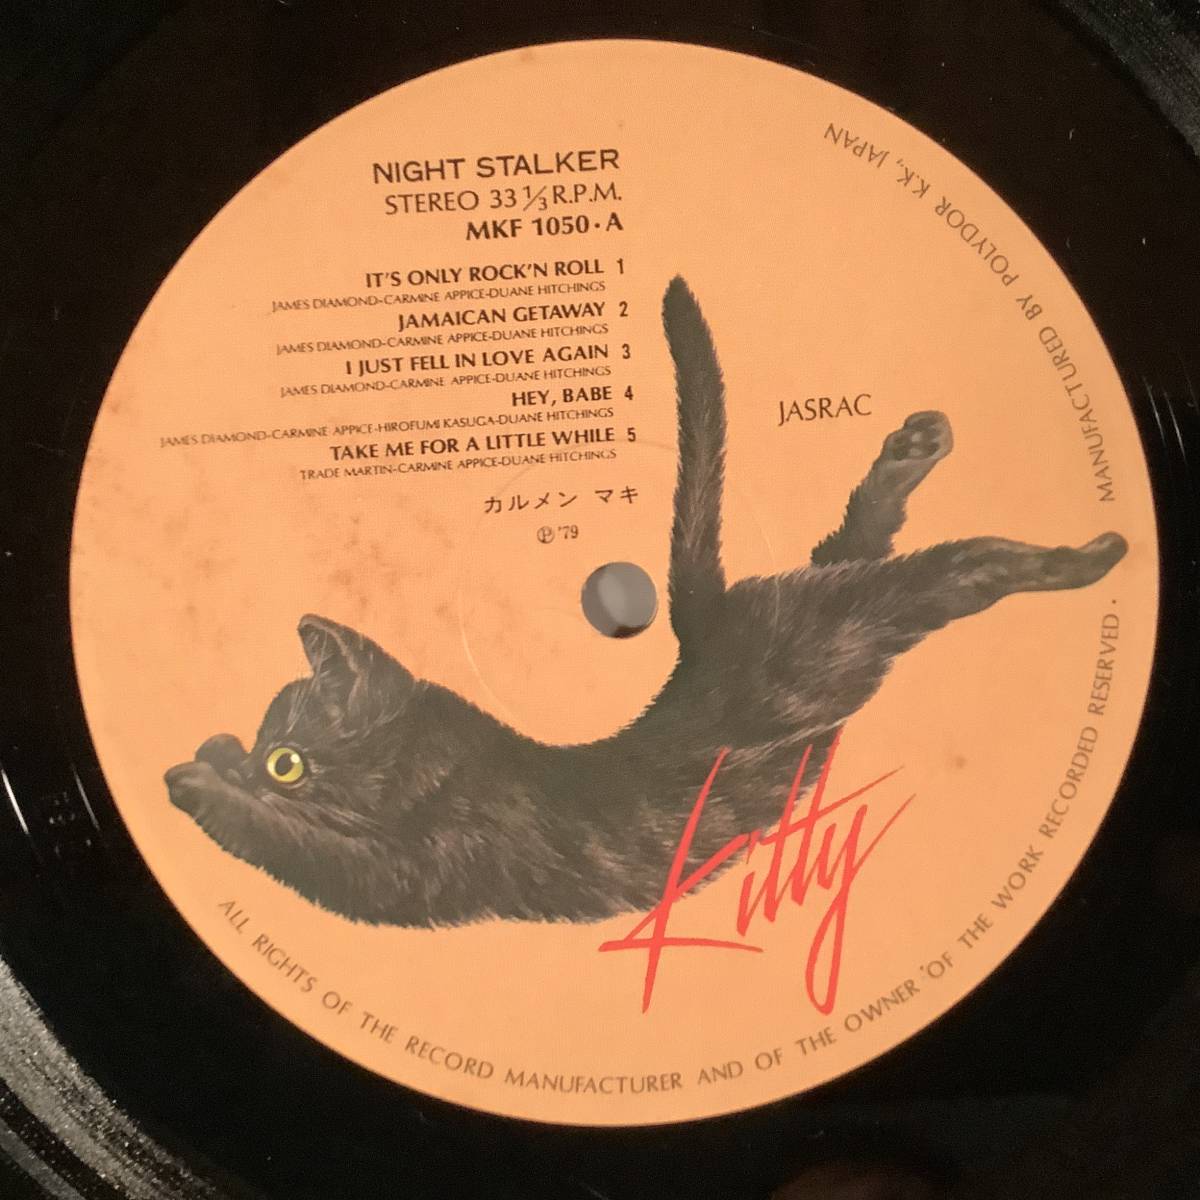 NIGHT STALKER
STEREO 33 1/3 R.P.M.
MKF 1050・A
IT'S ONLY ROCK'N ROLL 1
JAMES DIAMOND-CARMINE APPICE-DUANE HITCHINGS
JAMAICAN GETAWAY 2
JAMES DIAMOND-CARMINE APPICE-DUANE HITCHINGS
I JUST FELL IN LOVE AGAIN 3
JAMES DIAMOND-CARMINE APPICE-DUANE HITCHINGS
HEY, BABE 4
JAMES DIAMOND-CARMINE APPICE-HIROFUMI KASUGA-DUANE HITCHINGS
TAKE ME FOR A LITTLE WHILE 5
TRADE MARTIN-CARMINE APPICE-DUANE HITCHINGS
カルメン マキ
Ⓟ'79
JASRAC
Kitty
ALL RIGHTS OF THE RECORD MANUFACTURER AND OF THE OWNER OF THE WORK RECORDED RESERVED・MANUFACTURED BY POLYDOR K.K., JAPAN